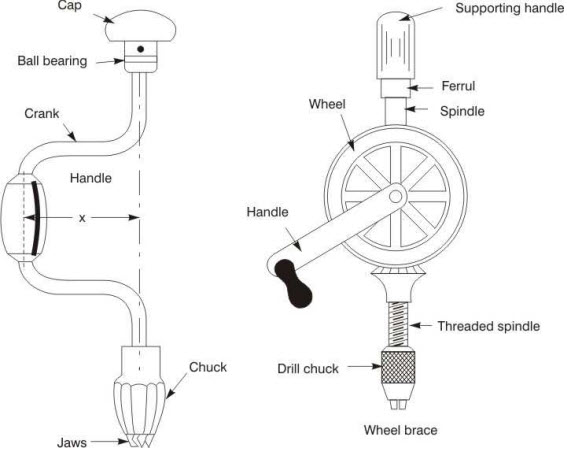 Cap
Ball bearing
Crank
Handle
x
Chuck
Jaws
Supporting handle
Ferrul
Spindle
Wheel
Handle
Threaded spindle
Drill chuck
Wheel brace